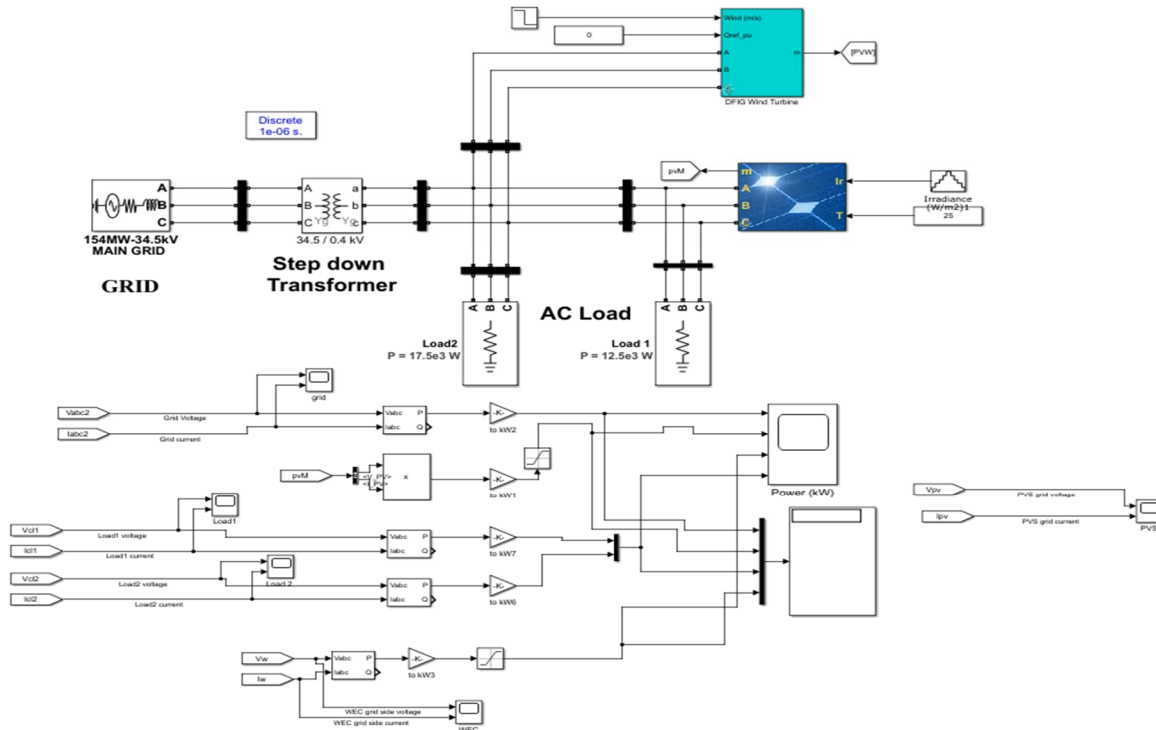 Wind (m/s)
0
Qref_pu
A
m
[PVW]
B
DFIG Wind Turbine
Discrete
1e-06 s.
pvM
m
A
B
C
Ir
T
Irradiance
(W/m2)1
25
A
B
C
A
B
C
a
b
c
Yg
Yg
154MW-34.5kV
MAIN GRID
34.5 / 0.4 kV
GRID
Step down
Transformer
A
B
C
A
B
C
AC Load
Load2
P = 17.5e3 W
Load 1
P = 12.5e3 W
grid
Vabc2
Grid Voltage
Iabc2
Grid current
Vabc
P
Iabc
Q
-K-
to kW2
pvM
x
-K-
to kW1
Power (kW)
Load1
Vcl1
Load1 voltage
Icl1
Load1 current
Vabc
P
Iabc
Q
-K-
to kW7
Load 2
Vcl2
Load2 voltage
Icl2
Load2 current
Vabc
P
Iabc
Q
-K-
to kW6
Vpv
PVS grid voltage
Ipv
PVS grid current
PVS
Vw
Iw
Vabc
P
Iabc
Q
-K-
to kW3
WEC grid side voltage
WEC grid side current
WEC